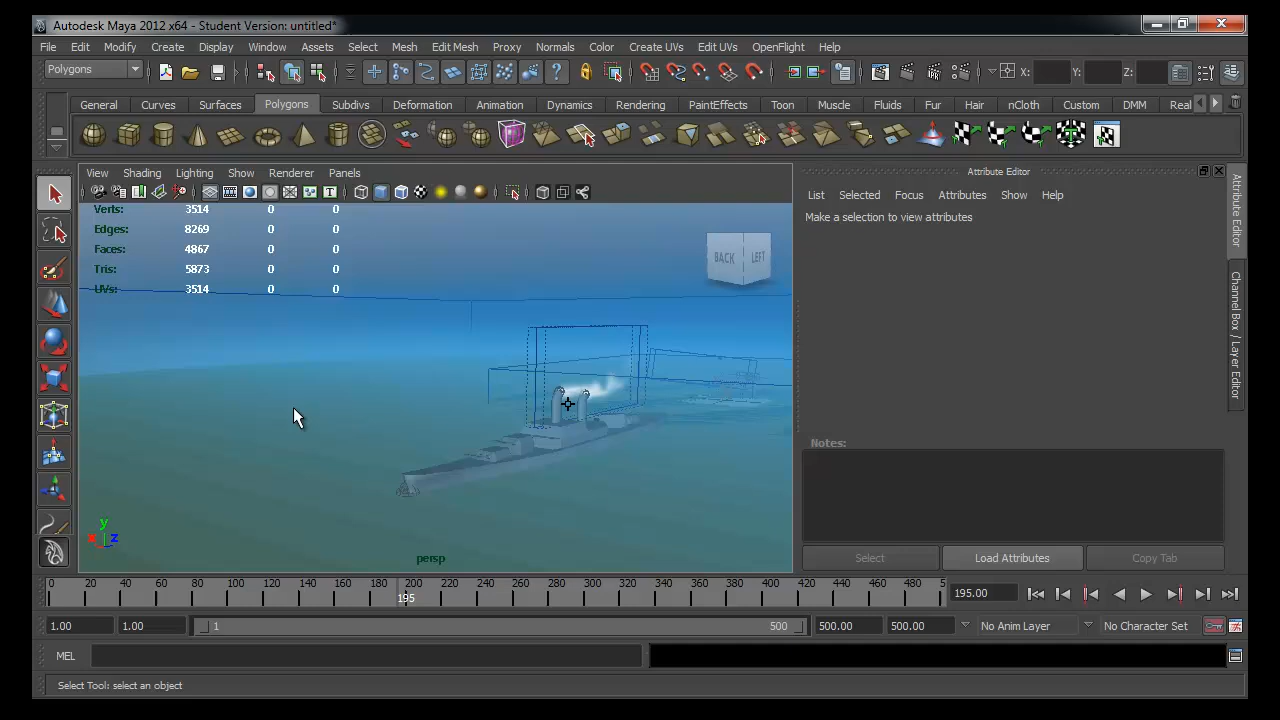 Autodesk Maya 2012 x64 - Student Version: untitled*
File Edit Modify Create Display Window Assets Select Mesh Edit Mesh Proxy Normals Color Create UVs Edit UVs OpenFlight Help
Polygons X: Y: Z:
General Curves Surfaces Polygons Subdivs Deformation Animation Dynamics Rendering PaintEffects Toon Muscle Fluids Fur Hair nCloth Custom DMM Real
View Shading Lighting Show Renderer Panels
Attribute Editor
List Selected Focus Attributes Show Help
Make a selection to view attributes
Verts: 3514 0 0
Edges: 8269 0 0
Faces: 4867 0 0
Tris: 5873 0 0
UVs: 3514 0 0
BACK LEFT
Attribute Editor
Channel Box / Layer Editor
Notes:
y
x z
persp
Select Load Attributes Copy Tab
0 20 40 60 80 100 120 140 160 180 200 220 240 260 280 300 320 340 360 380 400 420 440 460 480 5
195
195.00
1.00 1.00 1 500 500.00 500.00 No Anim Layer No Character Set
MEL
Select Tool: select an object